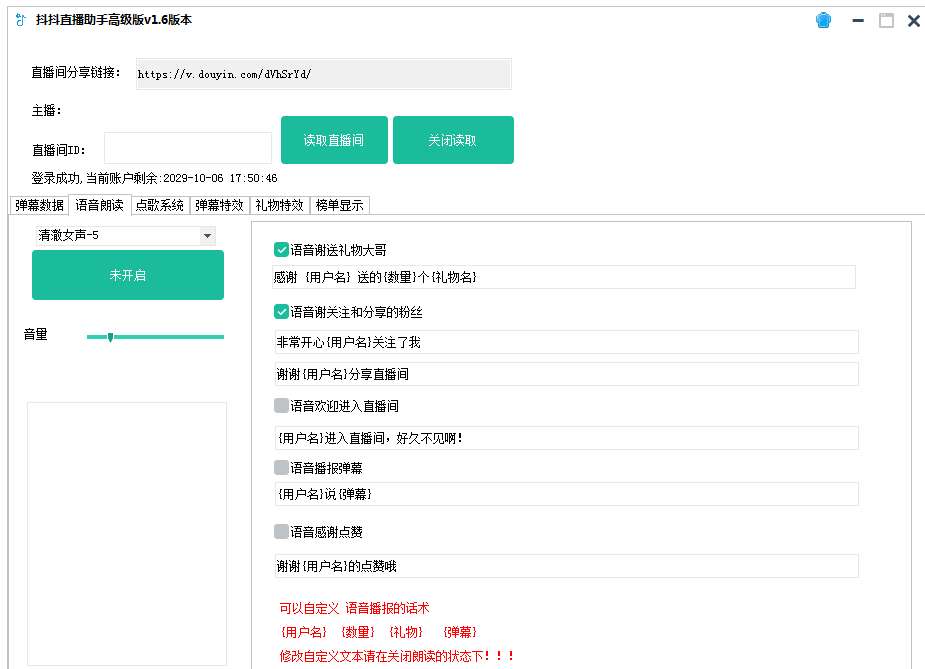 抖抖直播助手高级版v1.6版本
直播间分享链接:
https://v.douyin.com/dVhSrYd/
主播:
直播间ID:
读取直播间
关闭读取
登录成功,当前账户剩余:2029-10-06 17:50:46
弹幕数据 语音朗读 点歌系统 弹幕特效 礼物特效 榜单显示
清澈女声-5
未开启
音量
语音谢送礼物大哥
感谢 {用户名} 送的{数量}个{礼物名}
语音谢关注和分享的粉丝
非常开心{用户名}关注了我
谢谢{用户名}分享直播间
语音欢迎进入直播间
{用户名}进入直播间，好久不见啊!
语音播报弹幕
{用户名}说{弹幕}
语音感谢点赞
谢谢{用户名}的点赞哦
可以自定义 语音播报的话术
{用户名} {数量} {礼物} {弹幕}
修改自定义文本请在关闭朗读的状态下！！！